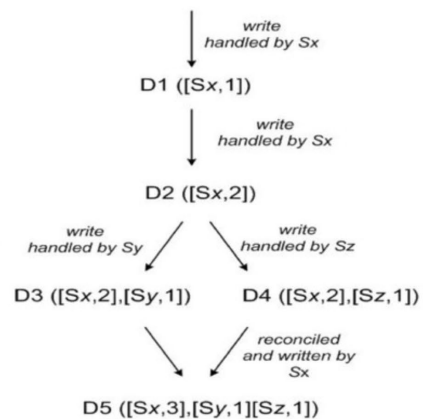 write
handled by Sx
D1 ([Sx,1])
write
handled by Sx
D2 ([Sx,2])
write
handled by Sy
write
handled by Sz
D3 ([Sx,2],[Sy,1])
D4 ([Sx,2],[Sz,1])
reconciled
and written by
Sx
D5 ([Sx,3],[Sy,1][Sz,1])